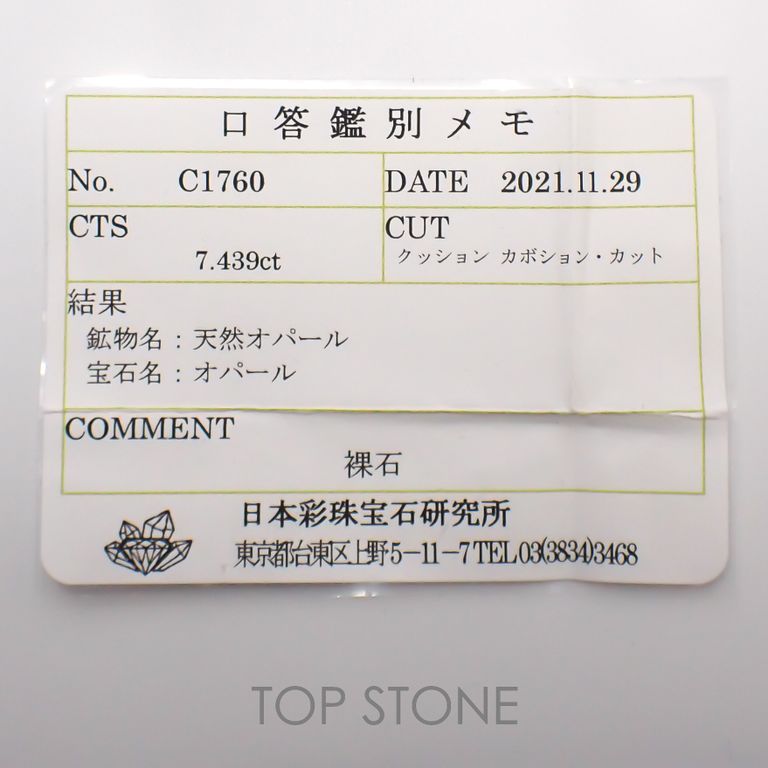 口答鑑別メモ
No. C1760 DATE 2021.11.29
CTS CUT
7.439ct クッション カボション・カット
結果
鉱物名：天然オパール
宝石名：オパール
COMMENT
裸石
日本彩珠宝石研究所
東京都台東区上野5−11−7 TEL 03(3834)3468
TOP STONE